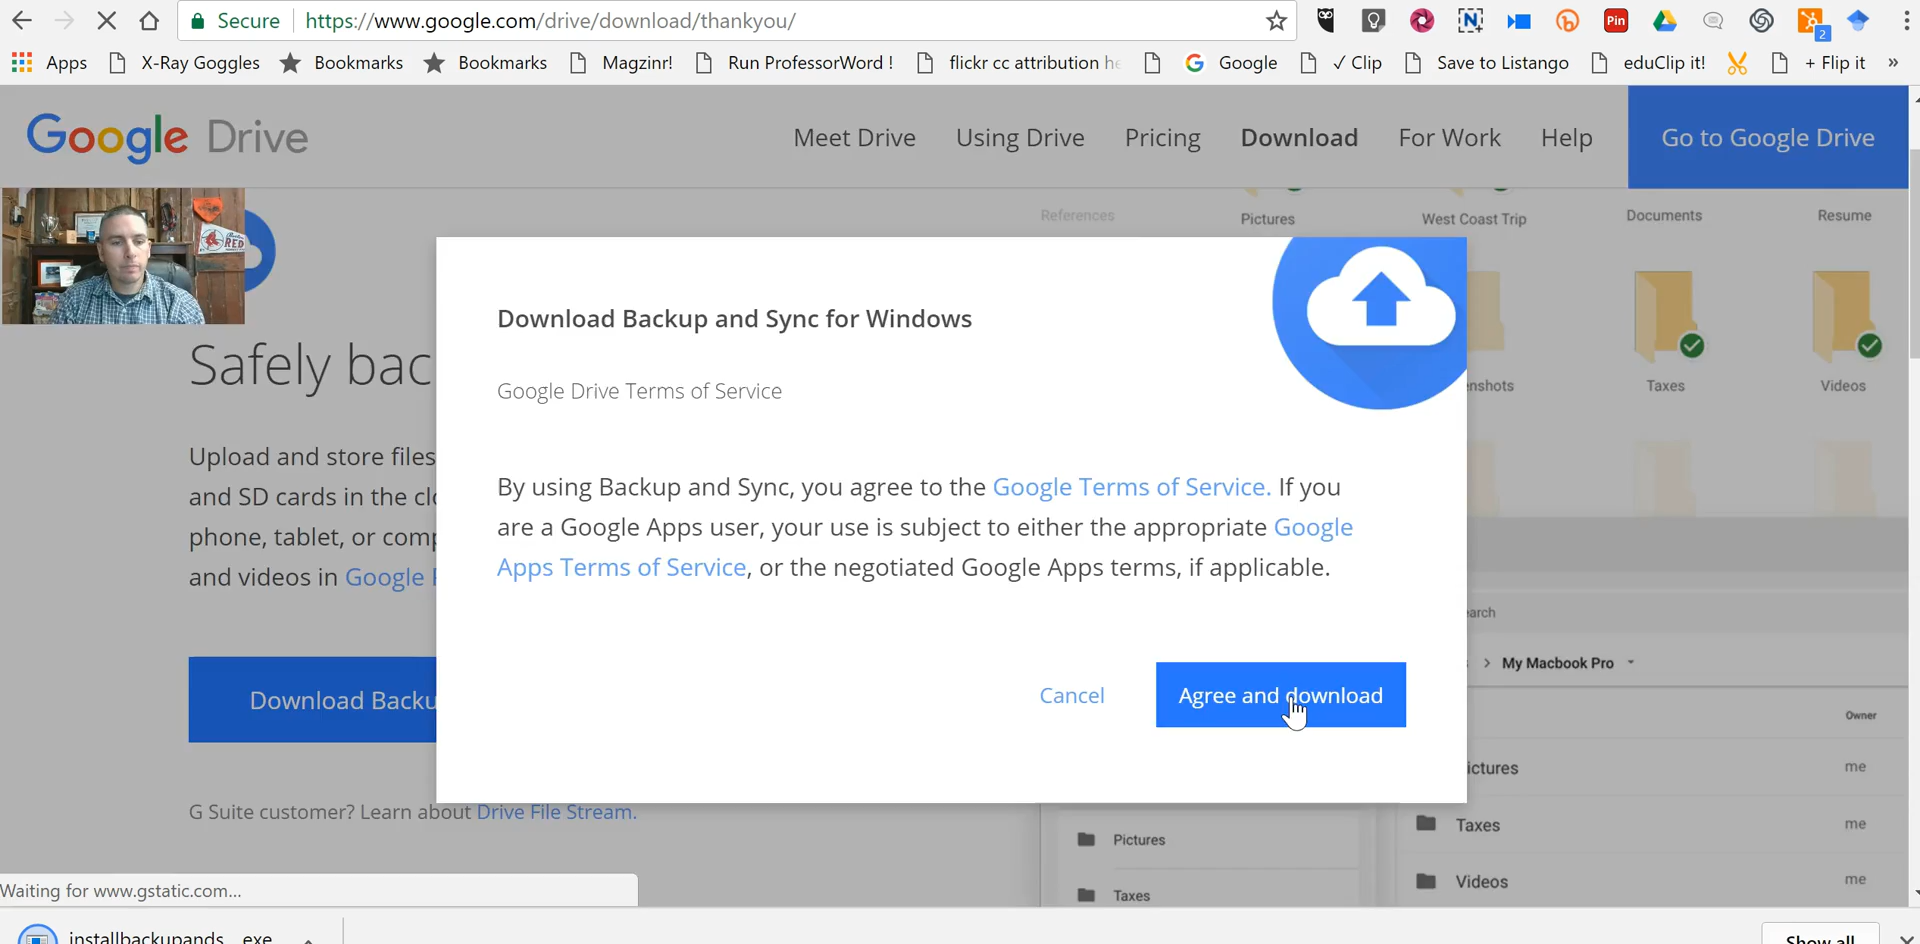 Secure https://www.google.com/drive/download/thankyou/
Pin
2
Apps X-Ray Goggles Bookmarks Bookmarks Magzinr! Run ProfessorWord ! flickr cc attribution he Google ✓ Clip Save to Listango eduClip it! + Flip it »
Google Drive Meet Drive Using Drive Pricing Download For Work Help Go to Google Drive
References Pictures West Coast Trip Documents Resume
RED
Download Backup and Sync for Windows
Safely bac
Google Drive Terms of Service
nshots Taxes Videos
Upload and store files
and SD cards in the clo
phone, tablet, or comp
and videos in Google P
By using Backup and Sync, you agree to the Google Terms of Service. If you
are a Google Apps user, your use is subject to either the appropriate Google
Apps Terms of Service, or the negotiated Google Apps terms, if applicable.
earch
> My Macbook Pro
Download Backu
Cancel Agree and download
Owner
ictures me
G Suite customer? Learn about Drive File Stream.
Pictures
Taxes me
Taxes
Videos me
Waiting for www.gstatic.com...
installbackupands....exe
Show all